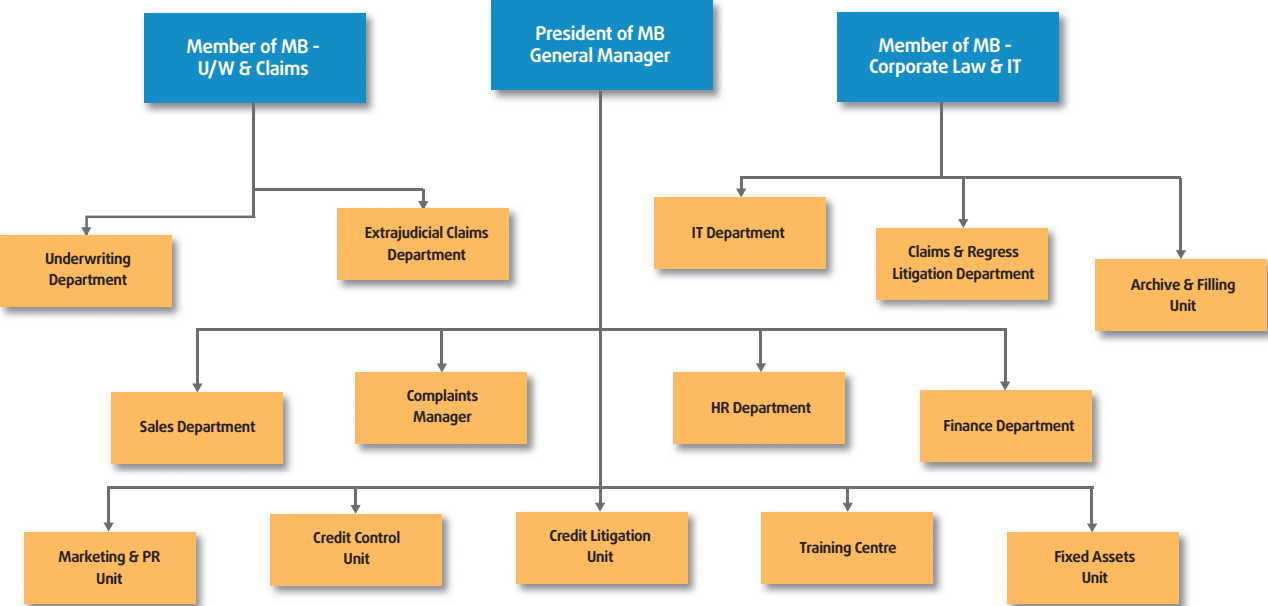 Member of MB -
U/W & Claims
President of MB
General Manager
Member of MB -
Corporate Law & IT
Underwriting
Department
Extrajudicial Claims
Department
IT Department
Claims & Regress
Litigation Department
Archive & Filling
Unit
Sales Department
Complaints
Manager
HR Department
Finance Department
Marketing & PR
Unit
Credit Control
Unit
Credit Litigation
Unit
Training Centre
Fixed Assets
Unit